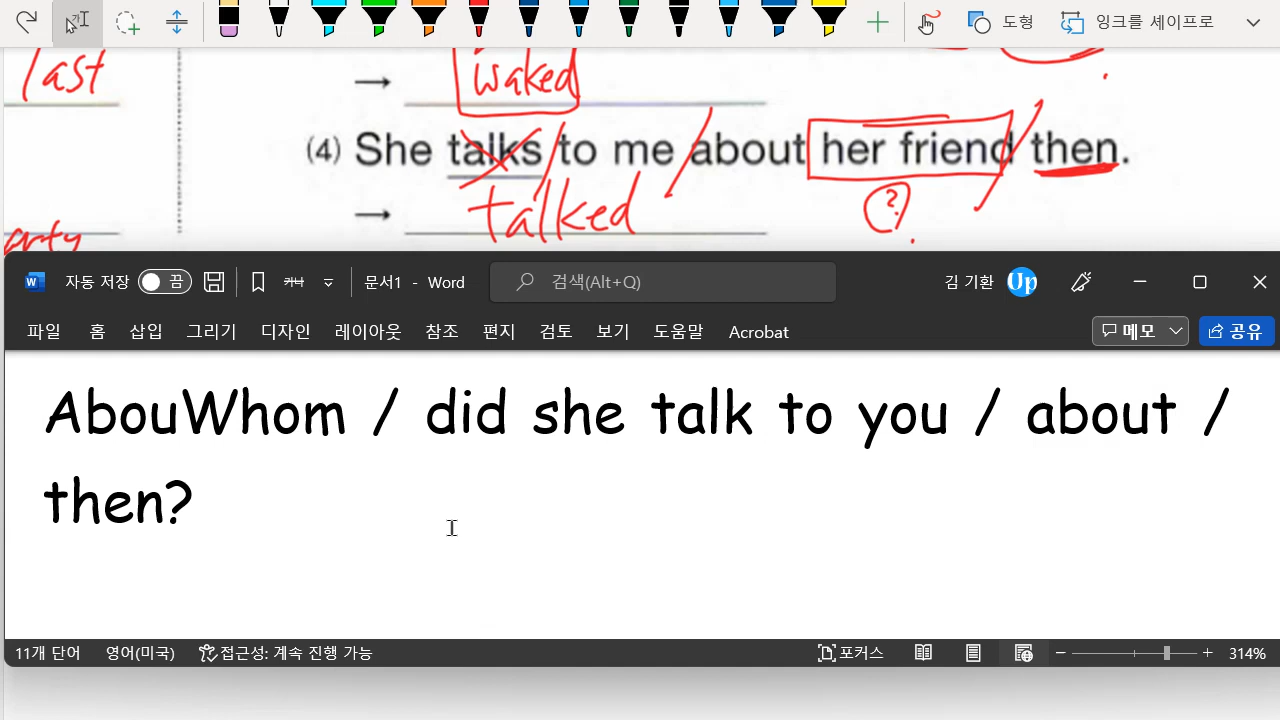 도형
잉크를 셰이프로
last
→ waked
(4) She talks to me about her friend then.
→ talked
?
arty
자동 저장 끔 가나 문서1 - Word 검색(Alt+Q) 김 기환 Up
파일 홈 삽입 그리기 디자인 레이아웃 참조 편지 검토 보기 도움말 Acrobat 메모 공유
AbouWhom / did she talk to you / about /
then?
11개 단어 영어(미국) 접근성: 계속 진행 가능 포커스 314%